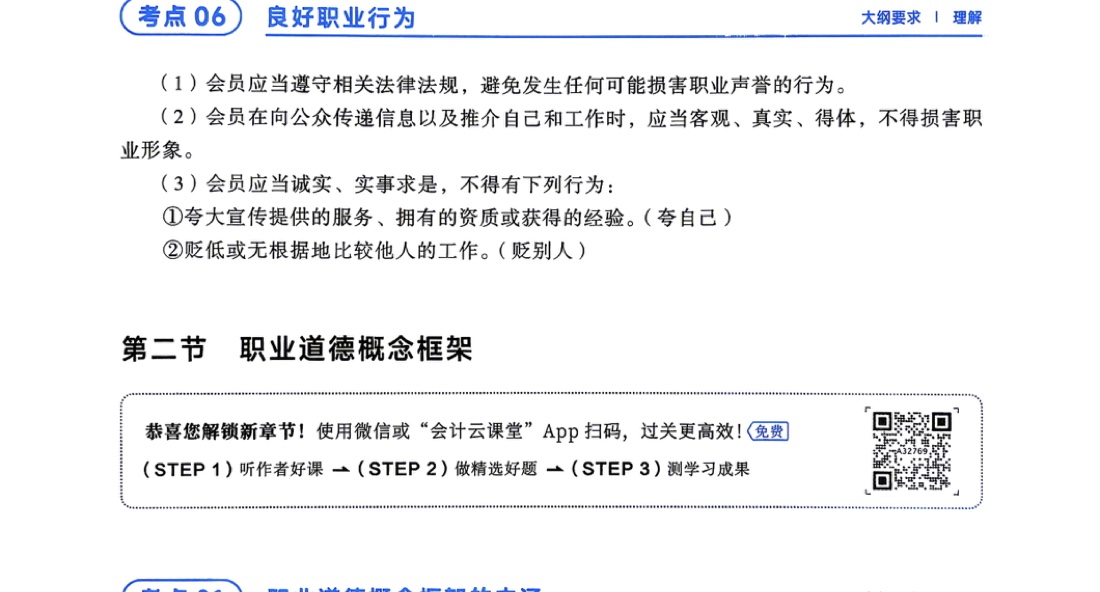 考点 06 良好职业行为 大纲要求 | 理解
（1）会员应当遵守相关法律法规，避免发生任何可能损害职业声誉的行为。
（2）会员在向公众传递信息以及推介自己和工作时，应当客观、真实、得体，不得损害职
业形象。
（3）会员应当诚实、实事求是，不得有下列行为：
①夸大宣传提供的服务、拥有的资质或获得的经验。（夸自己）
②贬低或无根据地比较他人的工作。（贬别人）
第二节 职业道德概念框架
恭喜您解锁新章节！使用微信或“会计云课堂”App 扫码，过关更高效！免费
（STEP 1）听作者好课 → （STEP 2）做精选好题 → （STEP 3）测学习成果
A32769